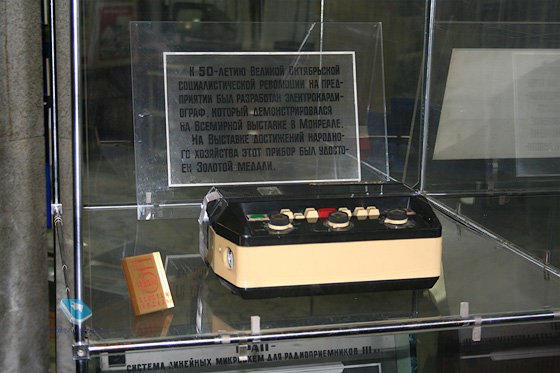 К 50-летию Великой Октябрьской
социалистической революции на пред-
приятии был разработан электрокарди-
ограф, который демонстрировался
на Всемирной выставке в Монреале.
На Выставке достижений народно-
го хозяйства этот прибор был удосто-
ен Золотой медали.
система линейных микросхем для радиоприемников III